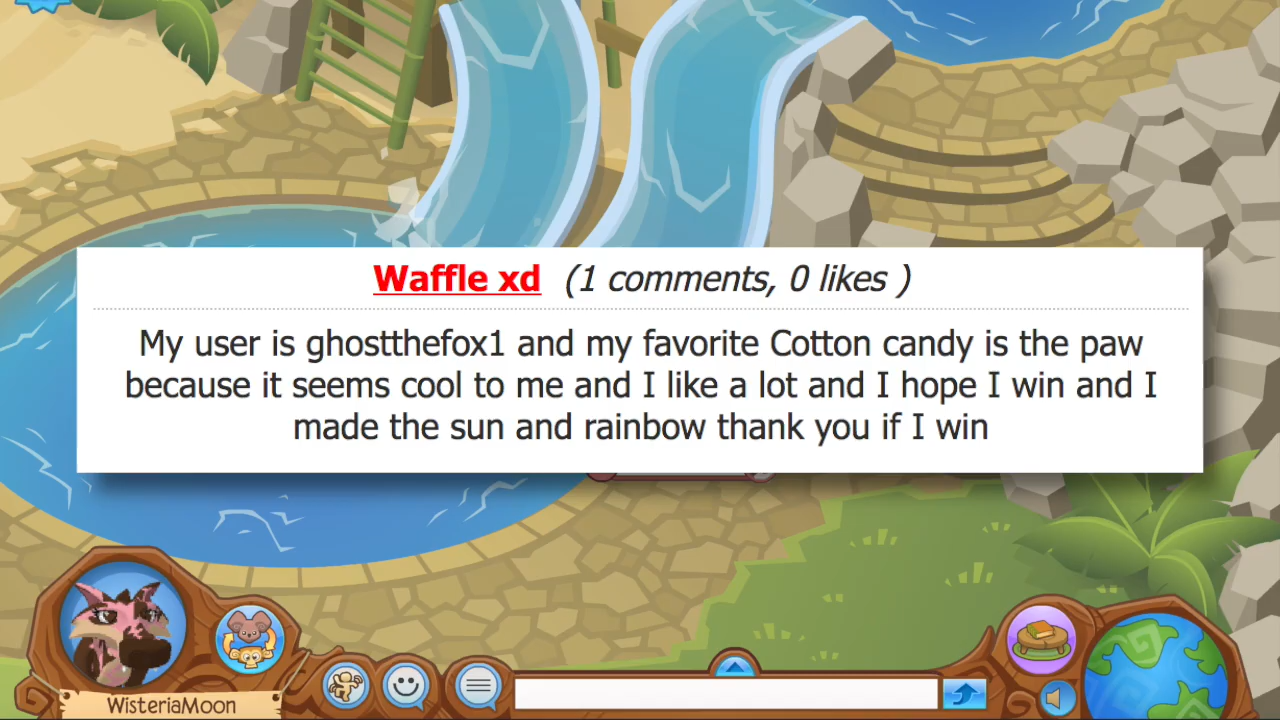 Waffle xd (1 comments, 0 likes )
My user is ghostthefox1 and my favorite Cotton candy is the paw
because it seems cool to me and I like a lot and I hope I win and I
made the sun and rainbow thank you if I win
WisteriaMoon